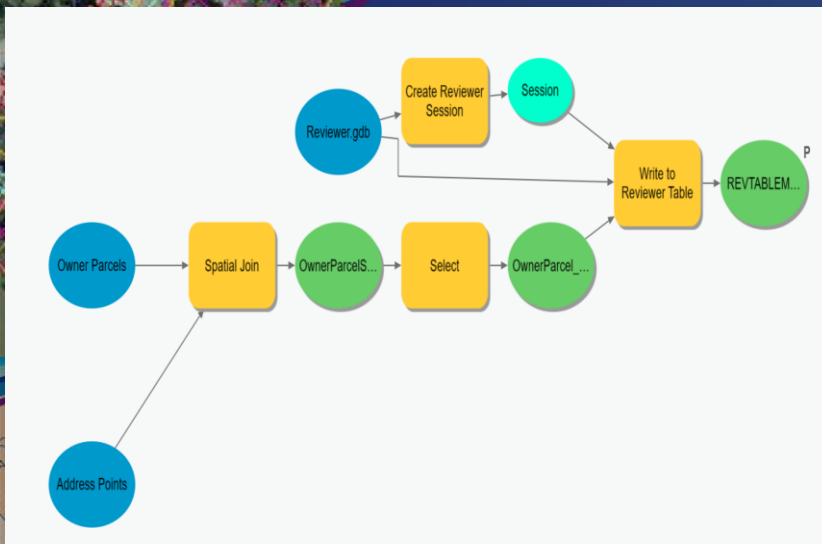 Create Reviewer
Session
Session
Reviewer.gdb
P
Write to
Reviewer Table
REVTABLEM...
Owner Parcels
Spatial Join
OwnerParcelS...
Select
OwnerParcel_...
Address Points